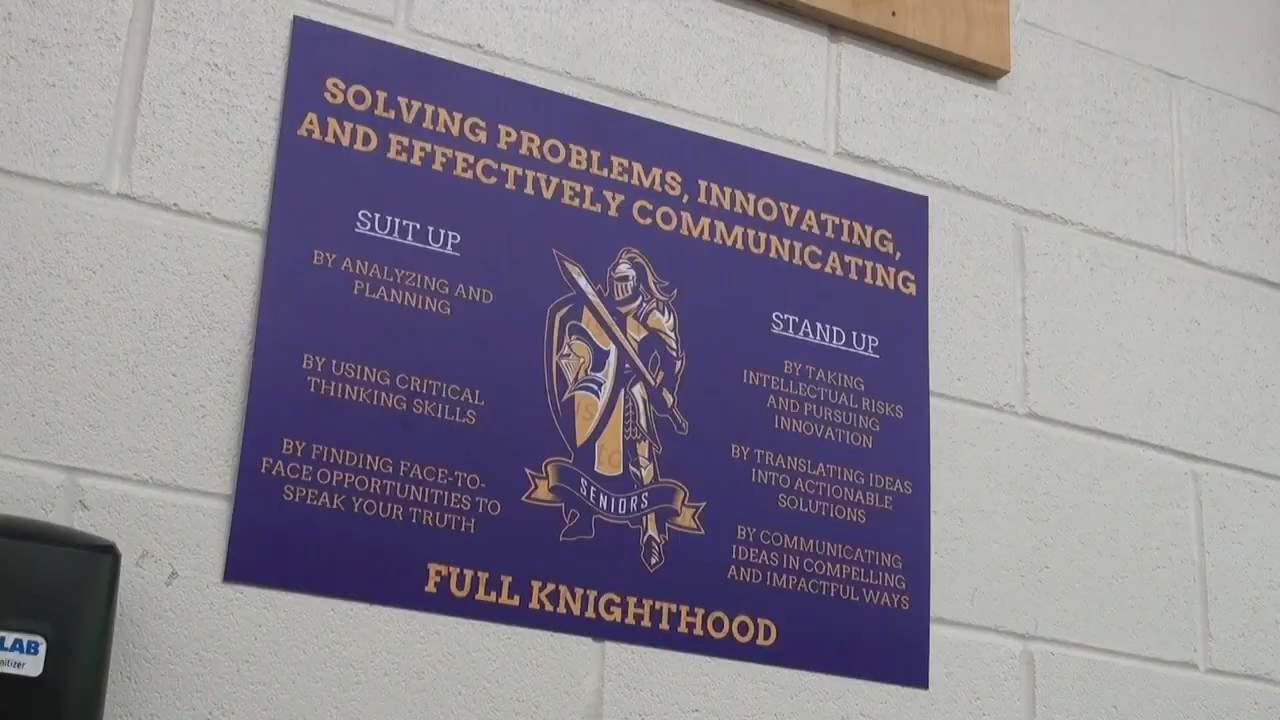 SOLVING PROBLEMS, INNOVATING,
AND EFFECTIVELY COMMUNICATING
SUIT UP
BY ANALYZING AND
PLANNING
BY USING CRITICAL
THINKING SKILLS
BY FINDING FACE-TO-
FACE OPPORTUNITIES TO
SPEAK YOUR TRUTH
SENIORS
STAND UP
BY TAKING
INTELLECTUAL RISKS
AND PURSUING
INNOVATION
BY TRANSLATING IDEAS
INTO ACTIONABLE
SOLUTIONS
BY COMMUNICATING
IDEAS IN COMPELLING
AND IMPACTFUL WAYS
FULL KNIGHTHOOD
LAB